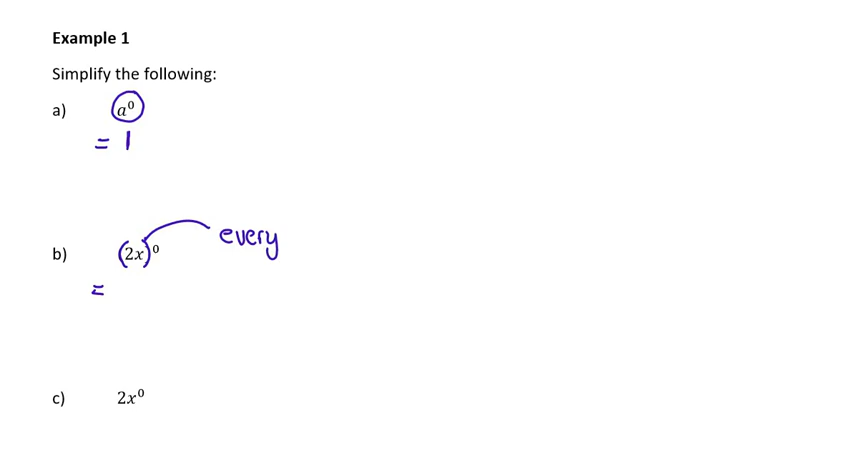 Example 1
Simplify the following:
a) a⁰
= 1
b) (2x)⁰ every
=
c) 2x⁰